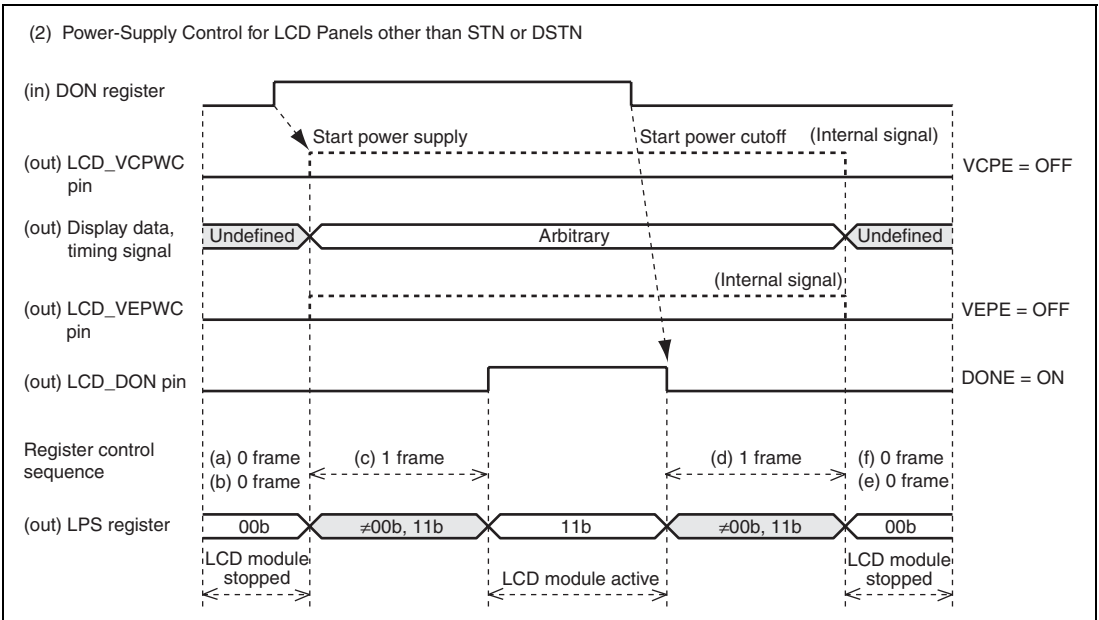 (2) Power-Supply Control for LCD Panels other than STN or DSTN
(in) DON register
Start power supply
Start power cutoff
(Internal signal)
(out) LCD_VCPWC
pin
VCPE = OFF
(out) Display data,
timing signal
Undefined
Arbitrary
Undefined
(Internal signal)
(out) LCD_VEPWC
pin
VEPE = OFF
(out) LCD_DON pin
DONE = ON
Register control
sequence
(a) 0 frame
(b) 0 frame
(c) 1 frame
(d) 1 frame
(f) 0 frame
(e) 0 frame
(out) LPS register
00b
≠00b, 11b
11b
≠00b, 11b
00b
LCD module
stopped
LCD module active
LCD module
stopped